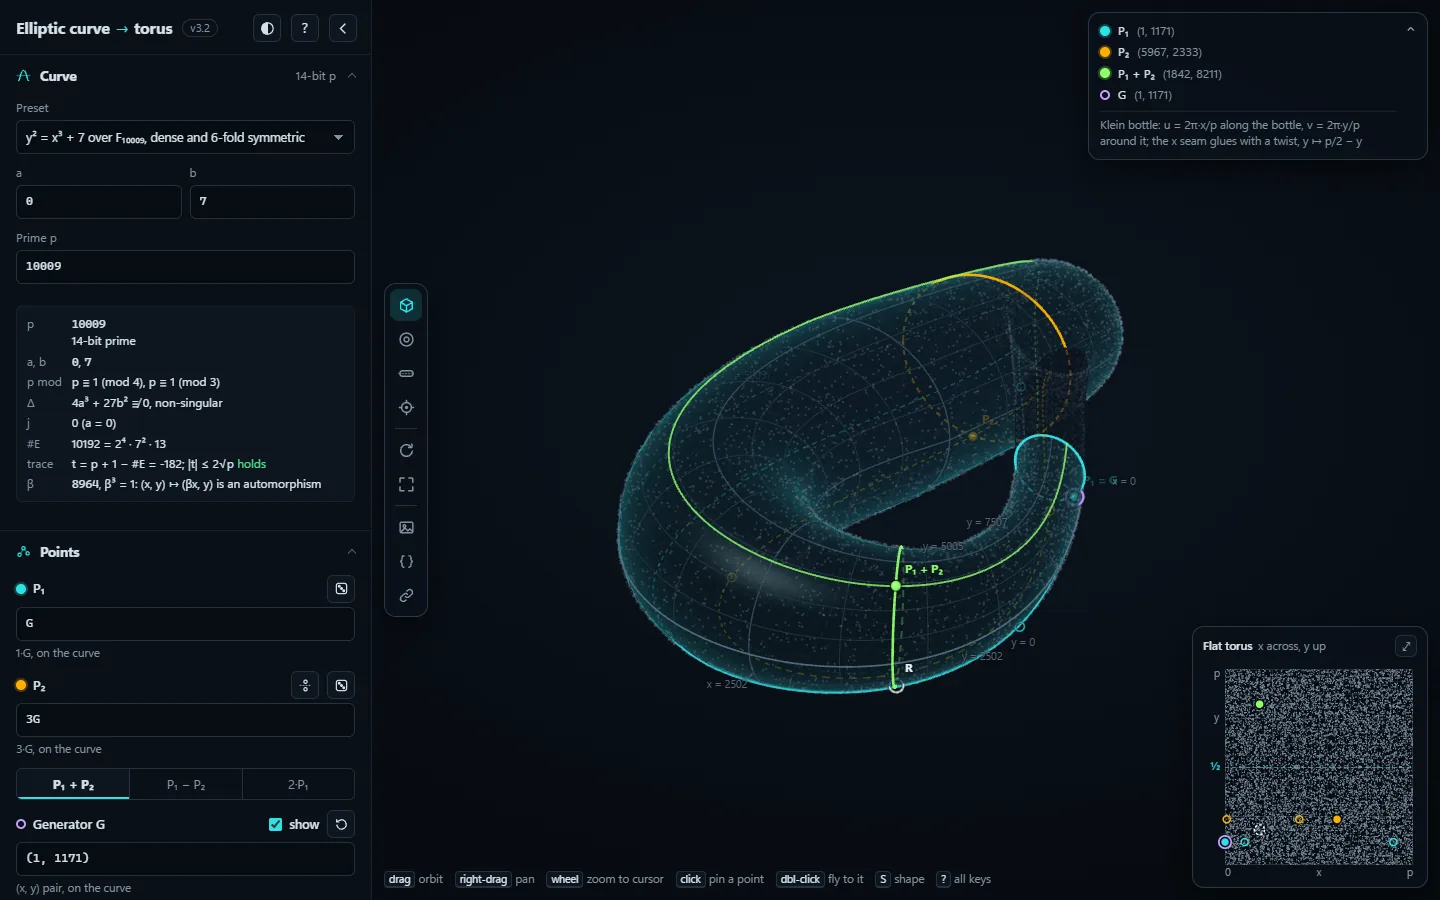 Elliptic curve → torus v3.2
?
Curve 14-bit p
Preset
y² = x³ + 7 over F₁₀₀₀₉, dense and 6-fold symmetric
a b
0 7
Prime p
10009
p 10009
14-bit prime
a, b 0, 7
p mod p ≡ 1 (mod 4), p ≡ 1 (mod 3)
Δ 4a³ + 27b² ≢ 0, non-singular
j 0 (a = 0)
#E 10192 = 2⁴ · 7² · 13
trace t = p + 1 − #E = -182; |t| ≤ 2√p holds
β 8964, β³ = 1: (x, y) ↦ (βx, y) is an automorphism
Points
P₁
G
1·G, on the curve
P₂
3G
3·G, on the curve
P₁ + P₂ P₁ − P₂ 2·P₁
Generator G show
(1, 1171)
(x, y) pair, on the curve
P₁ (1, 1171)
P₂ (5967, 2333)
P₁ + P₂ (1842, 8211)
G (1, 1171)
Klein bottle: u = 2π·x/p along the bottle, v = 2π·y/p
around it; the x seam glues with a twist, y ↦ p/2 − y
P₂
P₁ = G
x = 0
y = 7507
y = 5005
P₁ + P₂
y = 0
y = 2502
R
x = 2502
Flat torus x across, y up
p
y
½
0 x p
drag orbit right-drag pan wheel zoom to cursor click pin a point dbl-click fly to it S shape ? all keys